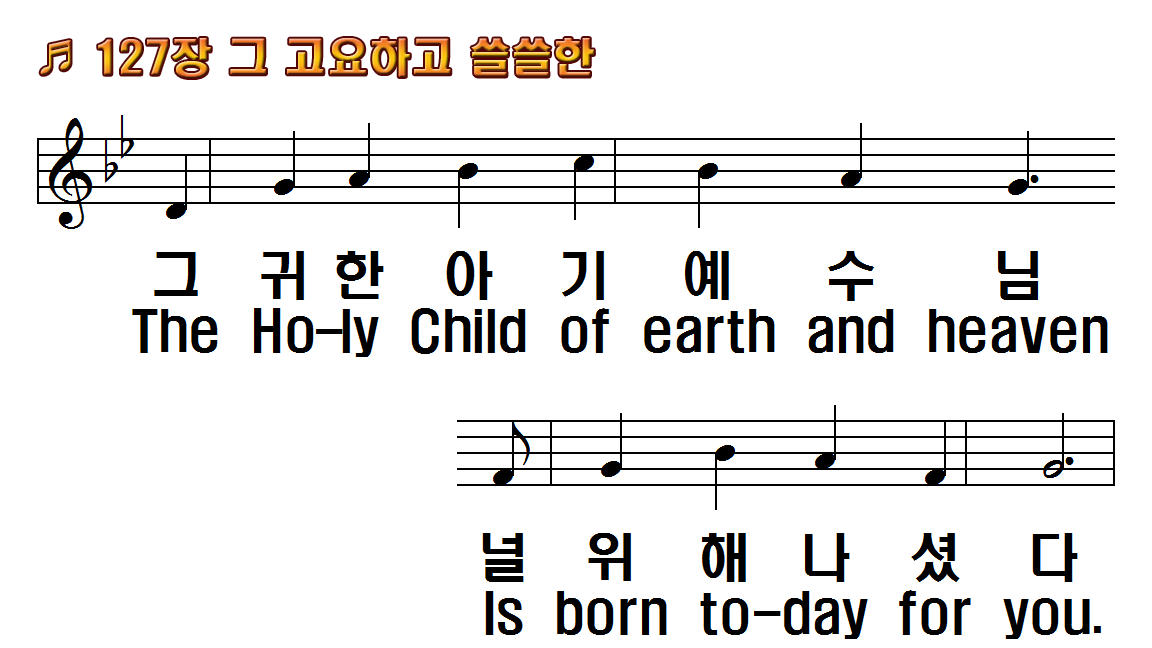 ♬ 127장 그 고요하고 쓸쓸한
그 귀 한 아 기 예 수 님
The Ho-ly Child of earth and heaven
널 위 해 나 셨 다
Is born to-day for you.